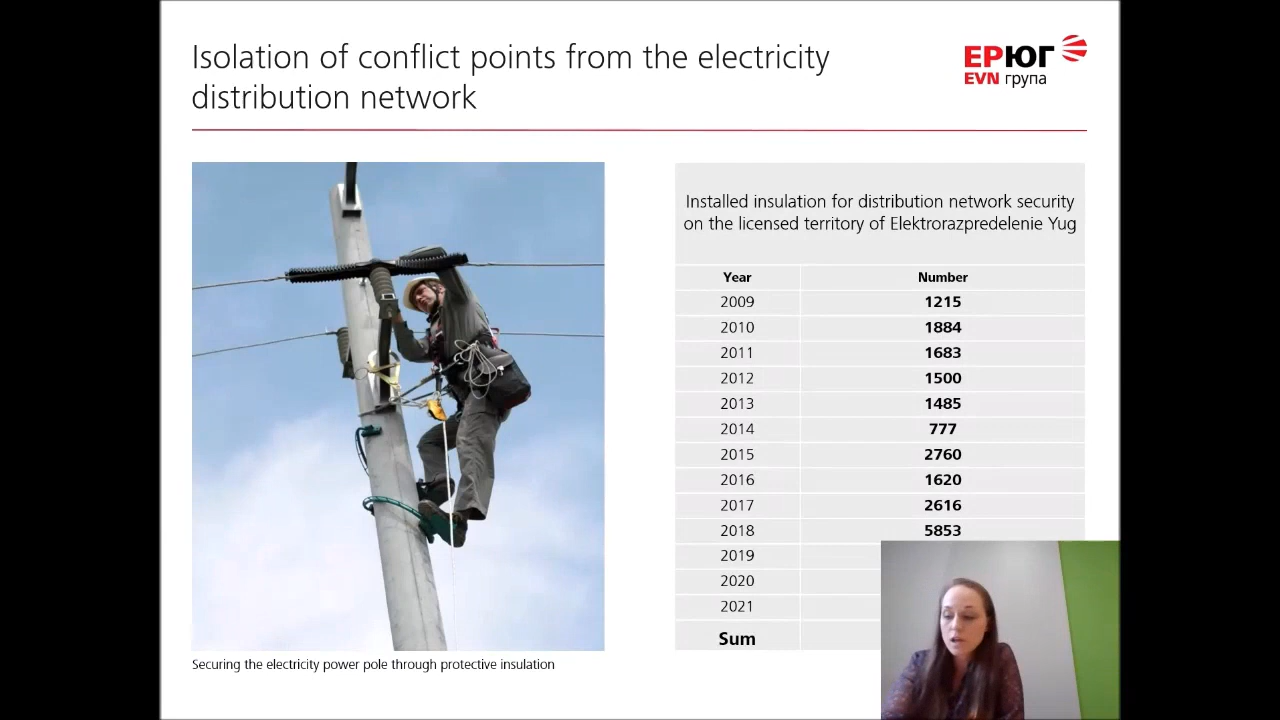 Isolation of conflict points from the electricity
distribution network
ЕРЮГ
EVN група
Installed insulation for distribution network security
on the licensed territory of Elektrorazpredelenie Yug
Year Number
2009 1215
2010 1884
2011 1683
2012 1500
2013 1485
2014 777
2015 2760
2016 1620
2017 2616
2018 5853
2019
2020
2021
Sum
Securing the electricity power pole through protective insulation